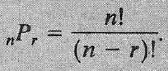 ₙPᵣ = n! / (n − r)!.